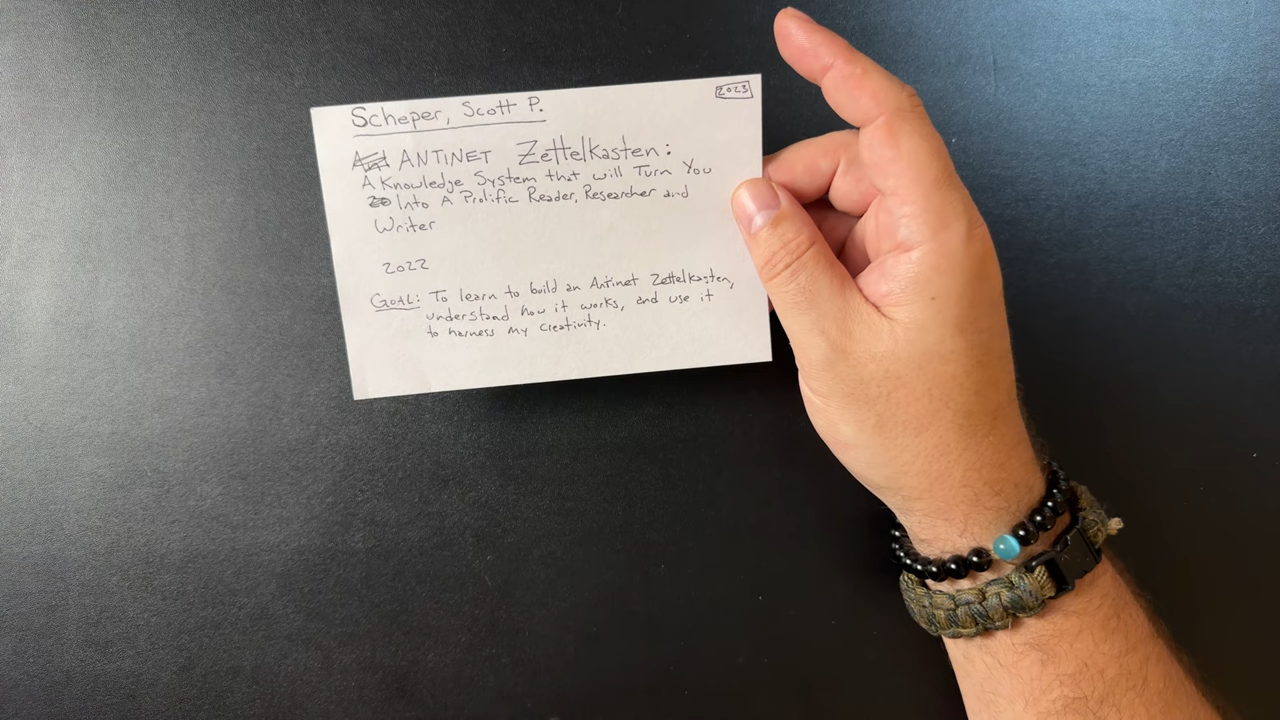 Scheper, Scott P.
2023
ANTINET Zettelkasten:
A Knowledge System that will Turn You
Into A Prolific Reader, Researcher and
Writer
2022
GOAL: To learn to build an Antinet Zettelkasten,
understand how it works, and use it
to harness my creativity.